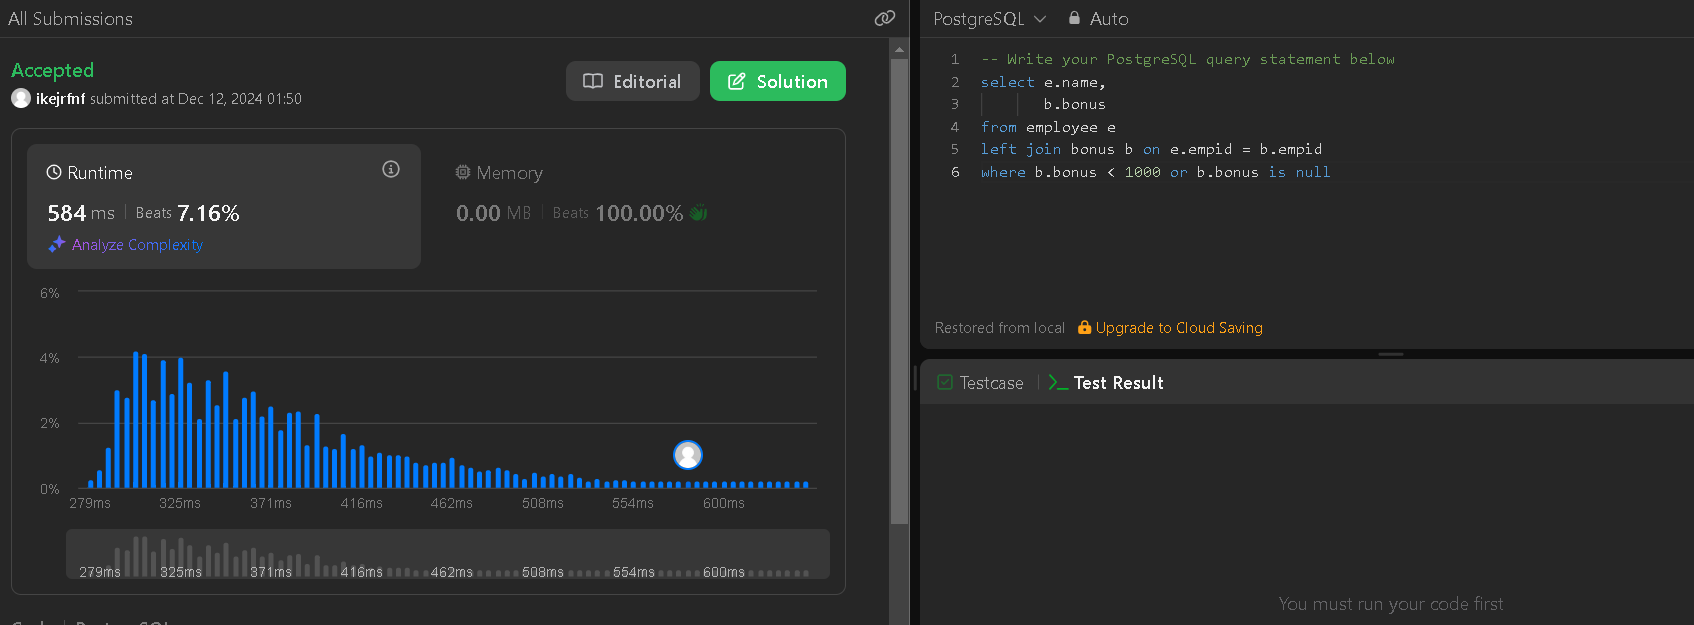 All Submissions
Accepted
ikejrfnf submitted at Dec 12, 2024 01:50
Editorial
Solution
Runtime
584 ms | Beats 7.16%
Analyze Complexity
Memory
0.00 MB | Beats 100.00%
6%
4%
2%
0%
279ms 325ms 371ms 416ms 462ms 508ms 554ms 600ms
279ms 325ms 371ms 416ms 462ms 508ms 554ms 600ms
Code | PostgreSQL
PostgreSQL Auto
1 -- Write your PostgreSQL query statement below
2 select e.name,
3 b.bonus
4 from employee e
5 left join bonus b on e.empid = b.empid
6 where b.bonus < 1000 or b.bonus is null
Restored from local Upgrade to Cloud Saving
Testcase | >_ Test Result
You must run your code first